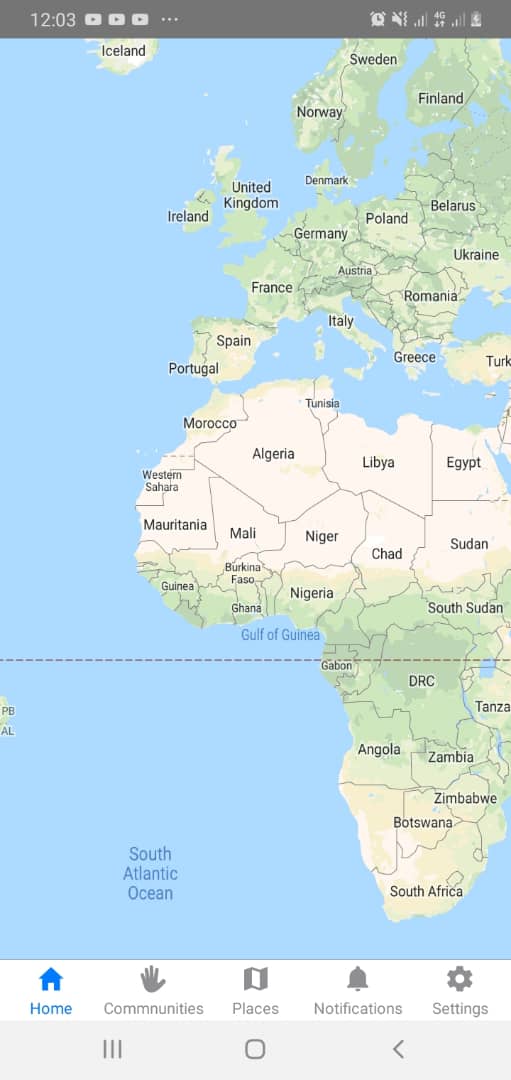 12:03
4G
Iceland
Sweden
Finland
Norway
Denmark
United
Kingdom
Ireland
Belarus
Poland
Germany
Ukraine
Austria
France
Romania
Italy
Spain
Greece
Turk
Portugal
Tunisia
Morocco
Algeria
Libya
Egypt
Western
Sahara
Mauritania
Mali
Niger
Sudan
Chad
Burkina
Faso
Guinea
Nigeria
Ghana
South Sudan
Gulf of Guinea
Gabon
DRC
PB
Tanza
AL
Angola
Zambia
Zimbabwe
Botswana
South
Atlantic
Ocean
South Africa
Home
Commnunities
Places
Notifications
Settings